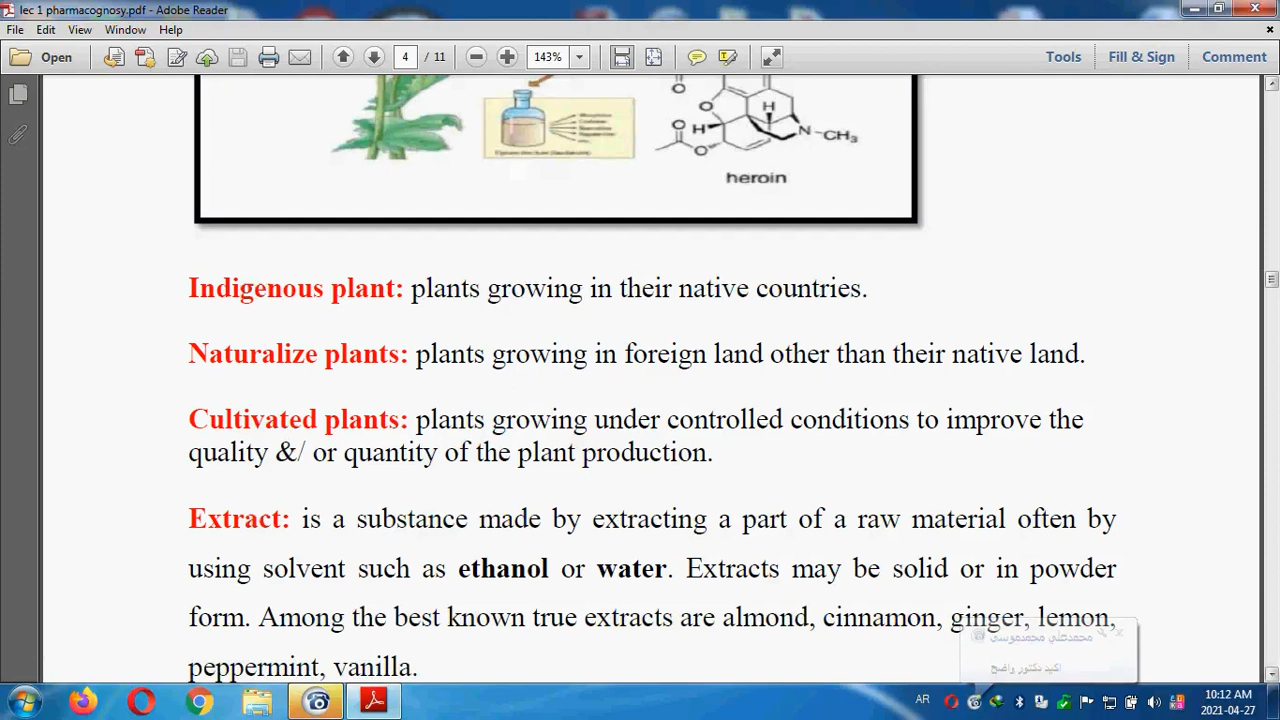 lec 1 pharmacognosy.pdf - Adobe Reader
File Edit View Window Help
Open 4 / 11 143% Tools Fill & Sign Comment
O
O H
H
N CH3
O
heroin
Indigenous plant: plants growing in their native countries.
Naturalize plants: plants growing in foreign land other than their native land.
Cultivated plants: plants growing under controlled conditions to improve the
quality &/ or quantity of the plant production.
Extract: is a substance made by extracting a part of a raw material often by
using solvent such as ethanol or water. Extracts may be solid or in powder
form. Among the best known true extracts are almond, cinnamon, ginger, lemon,
peppermint, vanilla.
محمدعلي محمدموسى
اكيد دكتور واضح
AR 10:12 AM
2021-04-27